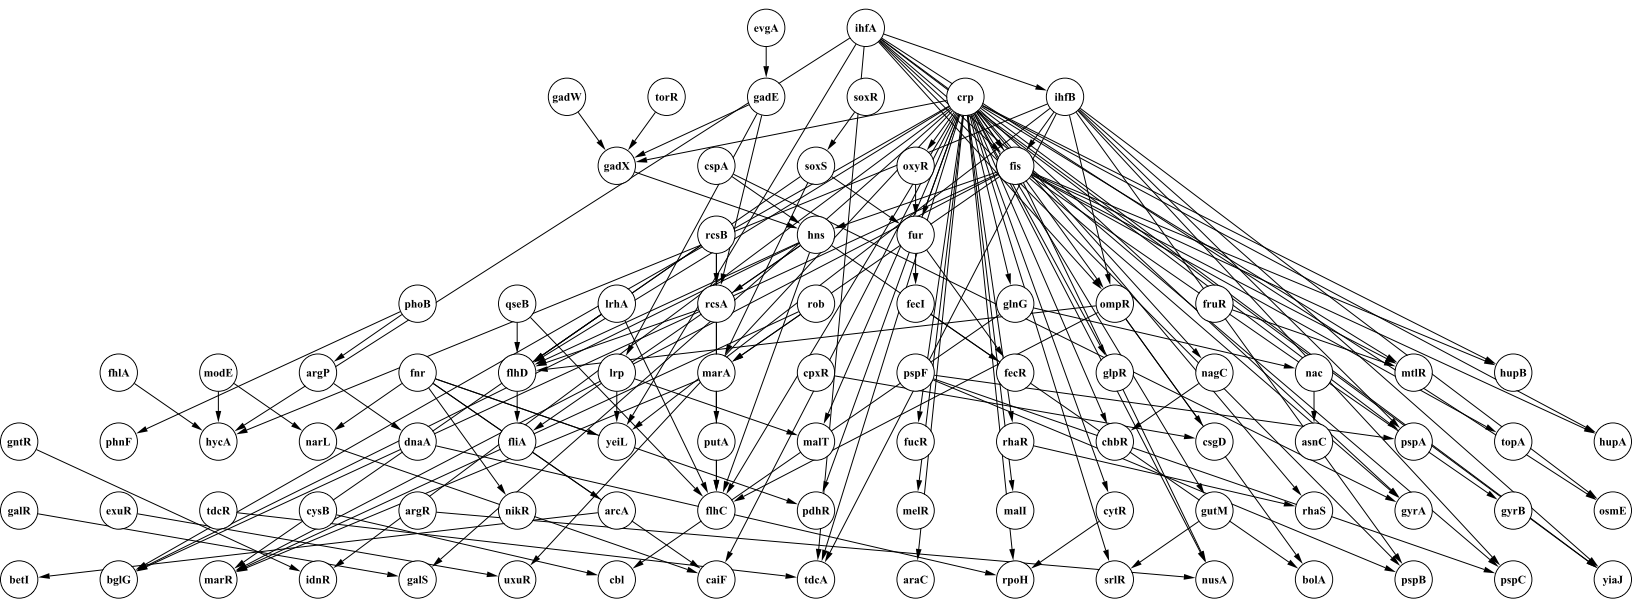 evgA ihfA
gadW torR gadE soxR crp ihfB
gadX cspA soxS oxyR fis
rcsB hns fur
phoB qseB lrhA rcsA rob fecI glnG ompR fruR
fhlA modE argP fnr flhD lrp marA cpxR pspF fecR glpR nagC nac mtlR hupB
gntR phnF hycA narL dnaA fliA yeiL putA malT fucR rhaR chbR csgD asnC pspA topA hupA
galR exuR tdcR cysB argR nikR arcA flhC pdhR melR malI cytR gutM rhaS gyrA gyrB osmE
betI bglG marR idnR galS uxuR cbl caiF tdcA araC rpoH srlR nusA bolA pspB pspC yiaJ